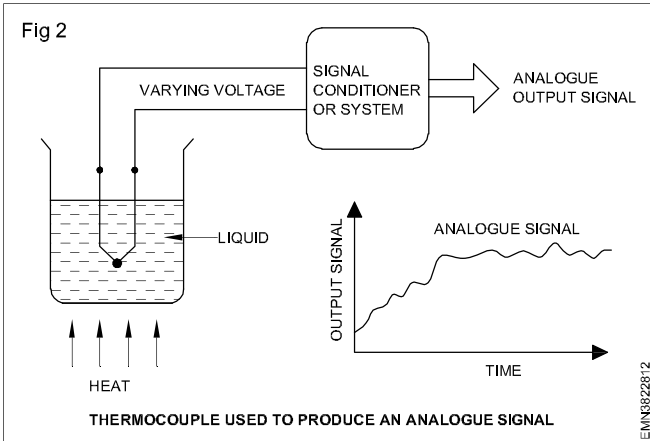 Fig 2
VARYING VOLTAGE
SIGNAL
CONDITIONER
OR SYSTEM
ANALOGUE
OUTPUT SIGNAL
LIQUID
HEAT
ANALOGUE SIGNAL
OUTPUT SIGNAL
TIME
THERMOCOUPLE USED TO PRODUCE AN ANALOGUE SIGNAL
EMN3822812